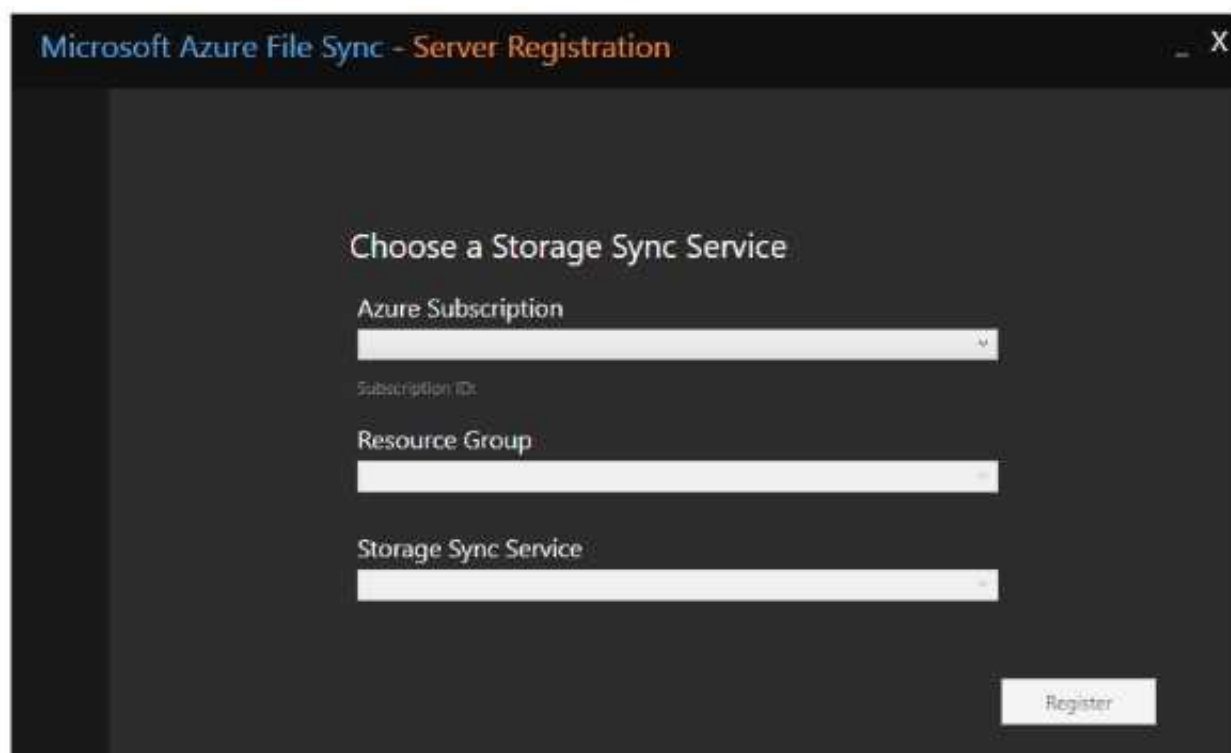 Microsoft Azure File Sync - Server Registration
X
Choose a Storage Sync Service
Azure Subscription
Subscription ID:
Resource Group
Storage Sync Service
Register